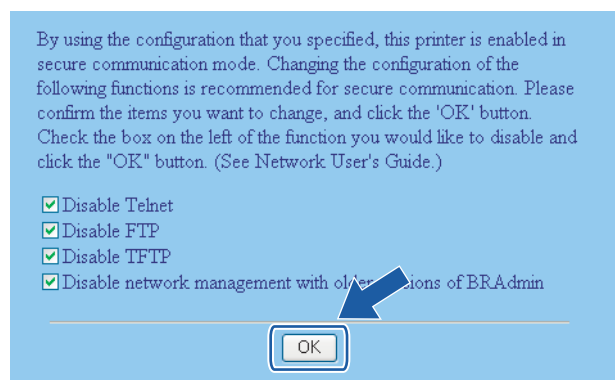 By using the configuration that you specified, this printer is enabled in
secure communication mode. Changing the configuration of the
following functions is recommended for secure communication. Please
confirm the items you want to change, and click the 'OK' button.
Check the box on the left of the function you would like to disable and
click the "OK" button. (See Network User's Guide.)
Disable Telnet
Disable FTP
Disable TFTP
Disable network management with older of BRAdmin
OK